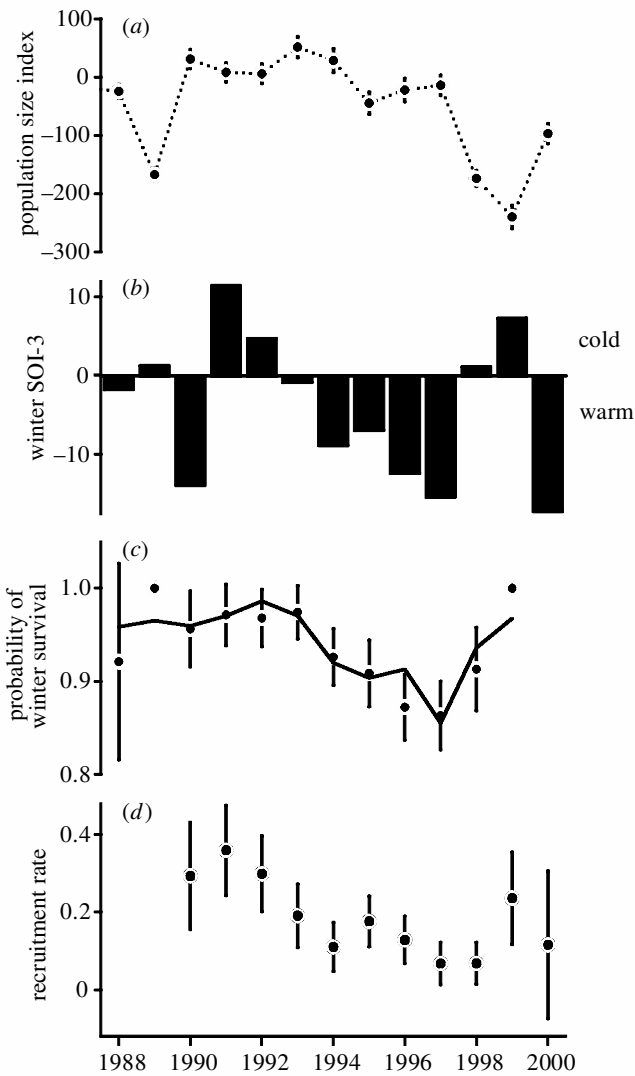 (a)
100
0
–100
–200
–300
population size index
(b)
10
0
–10
winter SOI-3
cold
warm
(c)
1.0
0.9
0.8
probability of
winter survival
(d)
0.4
0.2
0
recruitment rate
1988 1990 1992 1994 1996 1998 2000